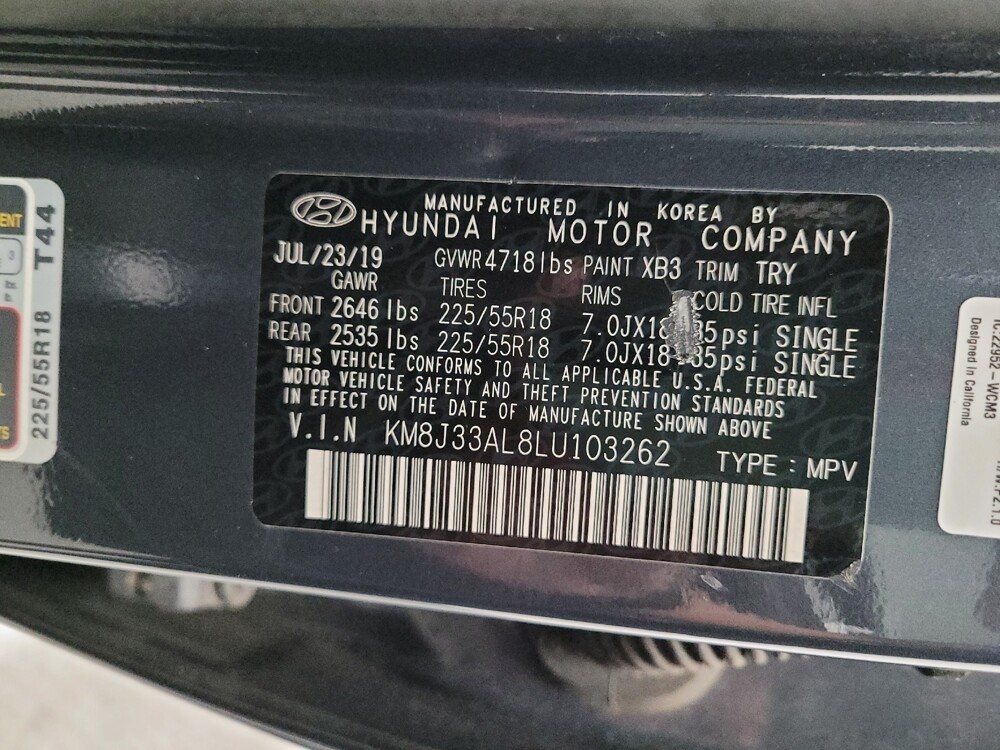 MANUFACTURED IN KOREA BY
HYUNDAI MOTOR COMPANY
JUL/23/19 GVWR 4718lbs PAINT XB3 TRIM TRY
GAWR TIRES RIMS COLD TIRE INFL
FRONT 2646 lbs 225/55R18 7.0JX18 35psi SINGLE
REAR 2535 lbs 225/55R18 7.0JX18 35psi SINGLE
THIS VEHICLE CONFORMS TO ALL APPLICABLE U.S.A. FEDERAL
MOTOR VEHICLE SAFETY AND THEFT PREVENTION STANDARDS
IN EFFECT ON THE DATE OF MANUFACTURE SHOWN ABOVE
V.I.N KM8J33AL8LU103262 TYPE : MPV
225/55R18 T44
Designed in California